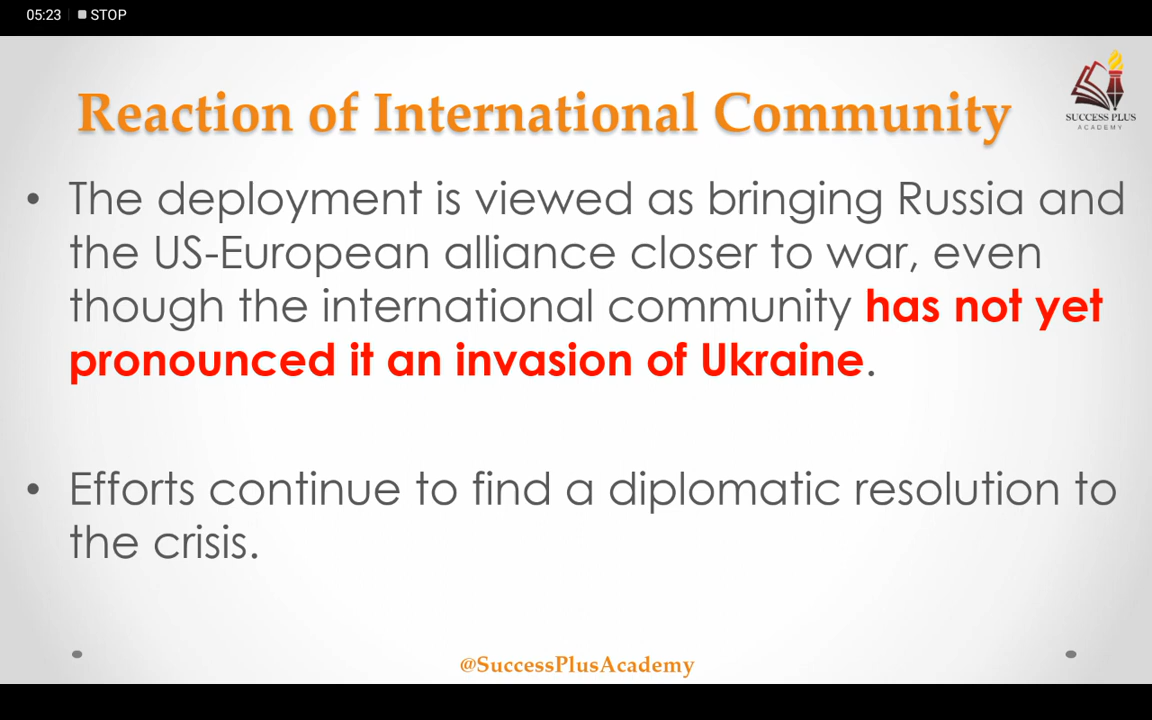 05:23 STOP
Reaction of International Community
SUCCESS PLUS
ACADEMY
• The deployment is viewed as bringing Russia and
the US-European alliance closer to war, even
though the international community has not yet
pronounced it an invasion of Ukraine.
• Efforts continue to find a diplomatic resolution to
the crisis.
@SuccessPlusAcademy